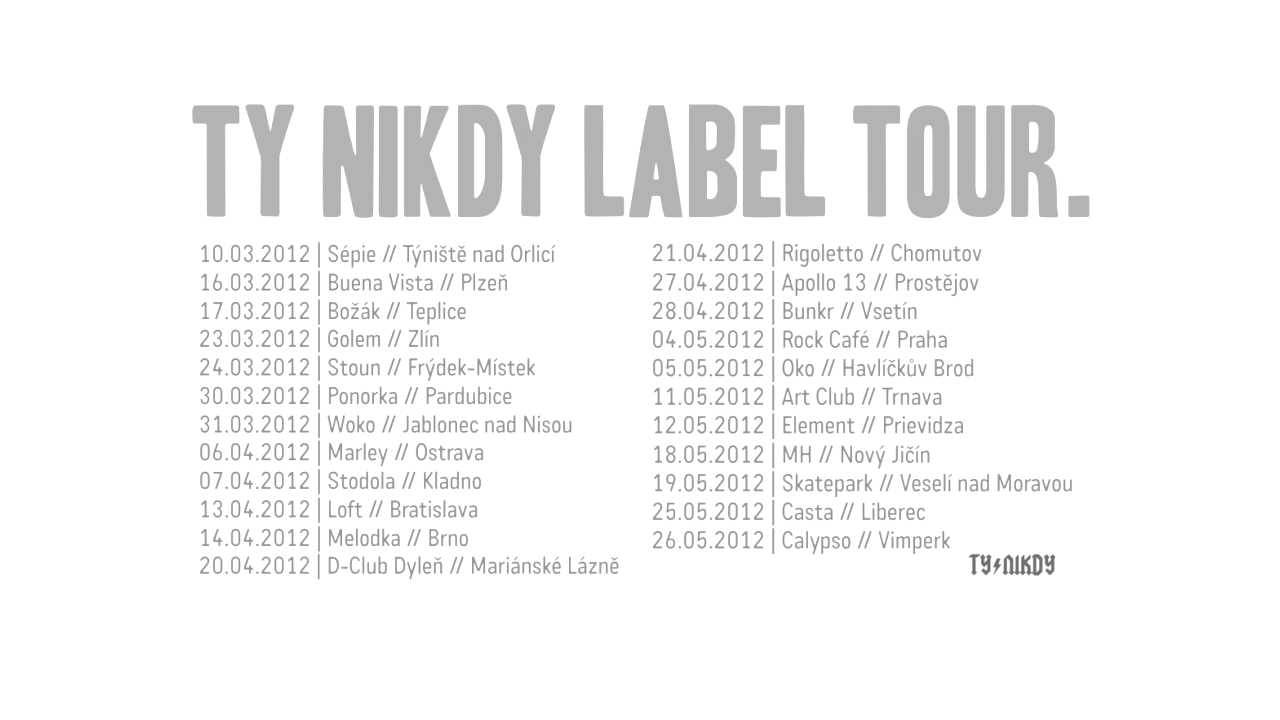 TY NIKDY LABEL TOUR.
10.03.2012 | Sépie // Týniště nad Orlicí
16.03.2012 | Buena Vista // Plzeň
17.03.2012 | Božák // Teplice
23.03.2012 | Golem // Zlín
24.03.2012 | Stoun // Frýdek-Místek
30.03.2012 | Ponorka // Pardubice
31.03.2012 | Woko // Jablonec nad Nisou
06.04.2012 | Marley // Ostrava
07.04.2012 | Stodola // Kladno
13.04.2012 | Loft // Bratislava
14.04.2012 | Melodka // Brno
20.04.2012 | D-Club Dyleň // Mariánské Lázně
21.04.2012 | Rigoletto // Chomutov
27.04.2012 | Apollo 13 // Prostějov
28.04.2012 | Bunkr // Vsetín
04.05.2012 | Rock Café // Praha
05.05.2012 | Oko // Havlíčkův Brod
11.05.2012 | Art Club // Trnava
12.05.2012 | Element // Prievidza
18.05.2012 | MH // Nový Jičín
19.05.2012 | Skatepark // Veselí nad Moravou
25.05.2012 | Casta // Liberec
26.05.2012 | Calypso // Vimperk
TY NIKDY